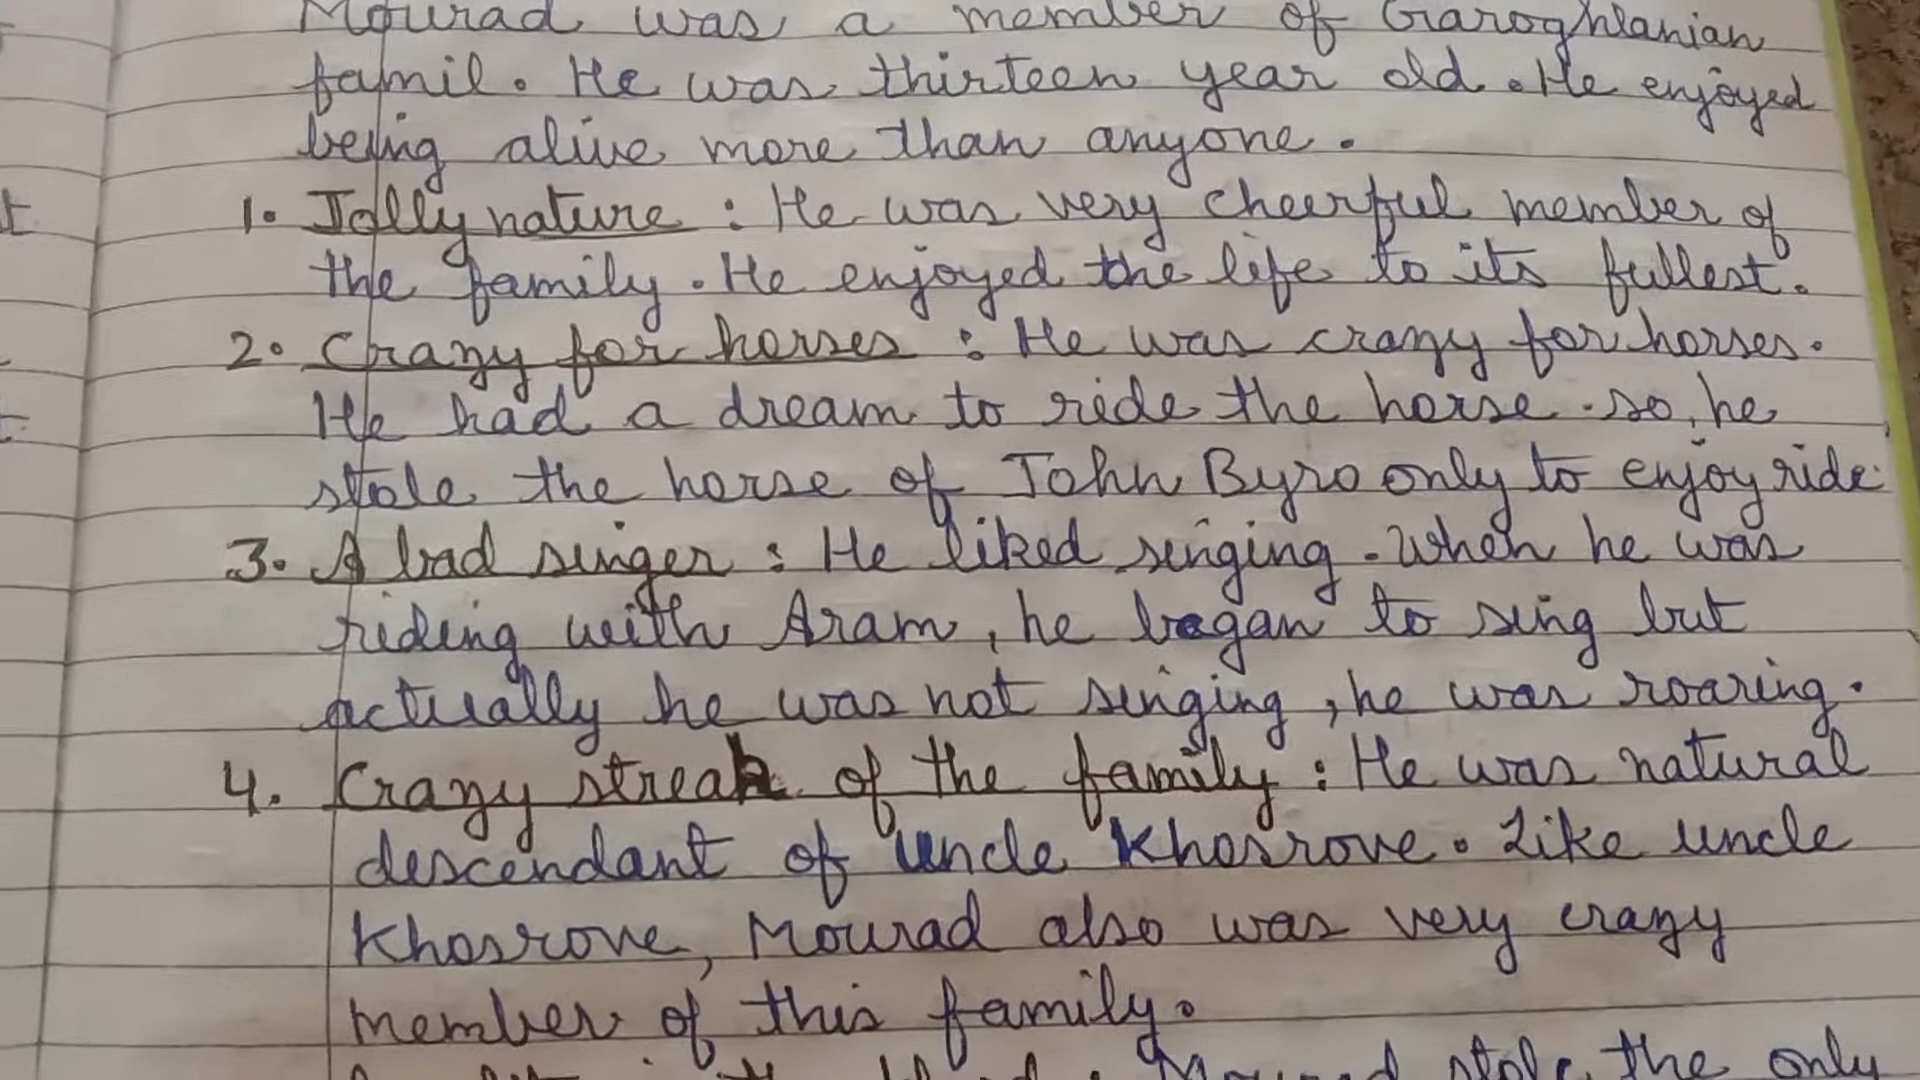 Mourad was a member of Garoghlanian
famil. He was thirteen year old. He enjoyed
being alive more than anyone.
1. Jolly nature : He was very cheerful member of
the family. He enjoyed the life to its fullest.
2. Crazy for horses : He was crazy for horses.
He had a dream to ride the horse. so, he
stole the horse of John Byro only to enjoy ride.
3. A bad singer : He liked singing. When he was
riding with Aram, he began to sing but
actually he was not singing, he was roaring.
4. Crazy streak of the family : He was natural
descendant of uncle Khosrove. Like uncle
Khosrove, Mourad also was very crazy
member of this family.
Mourad stole the only